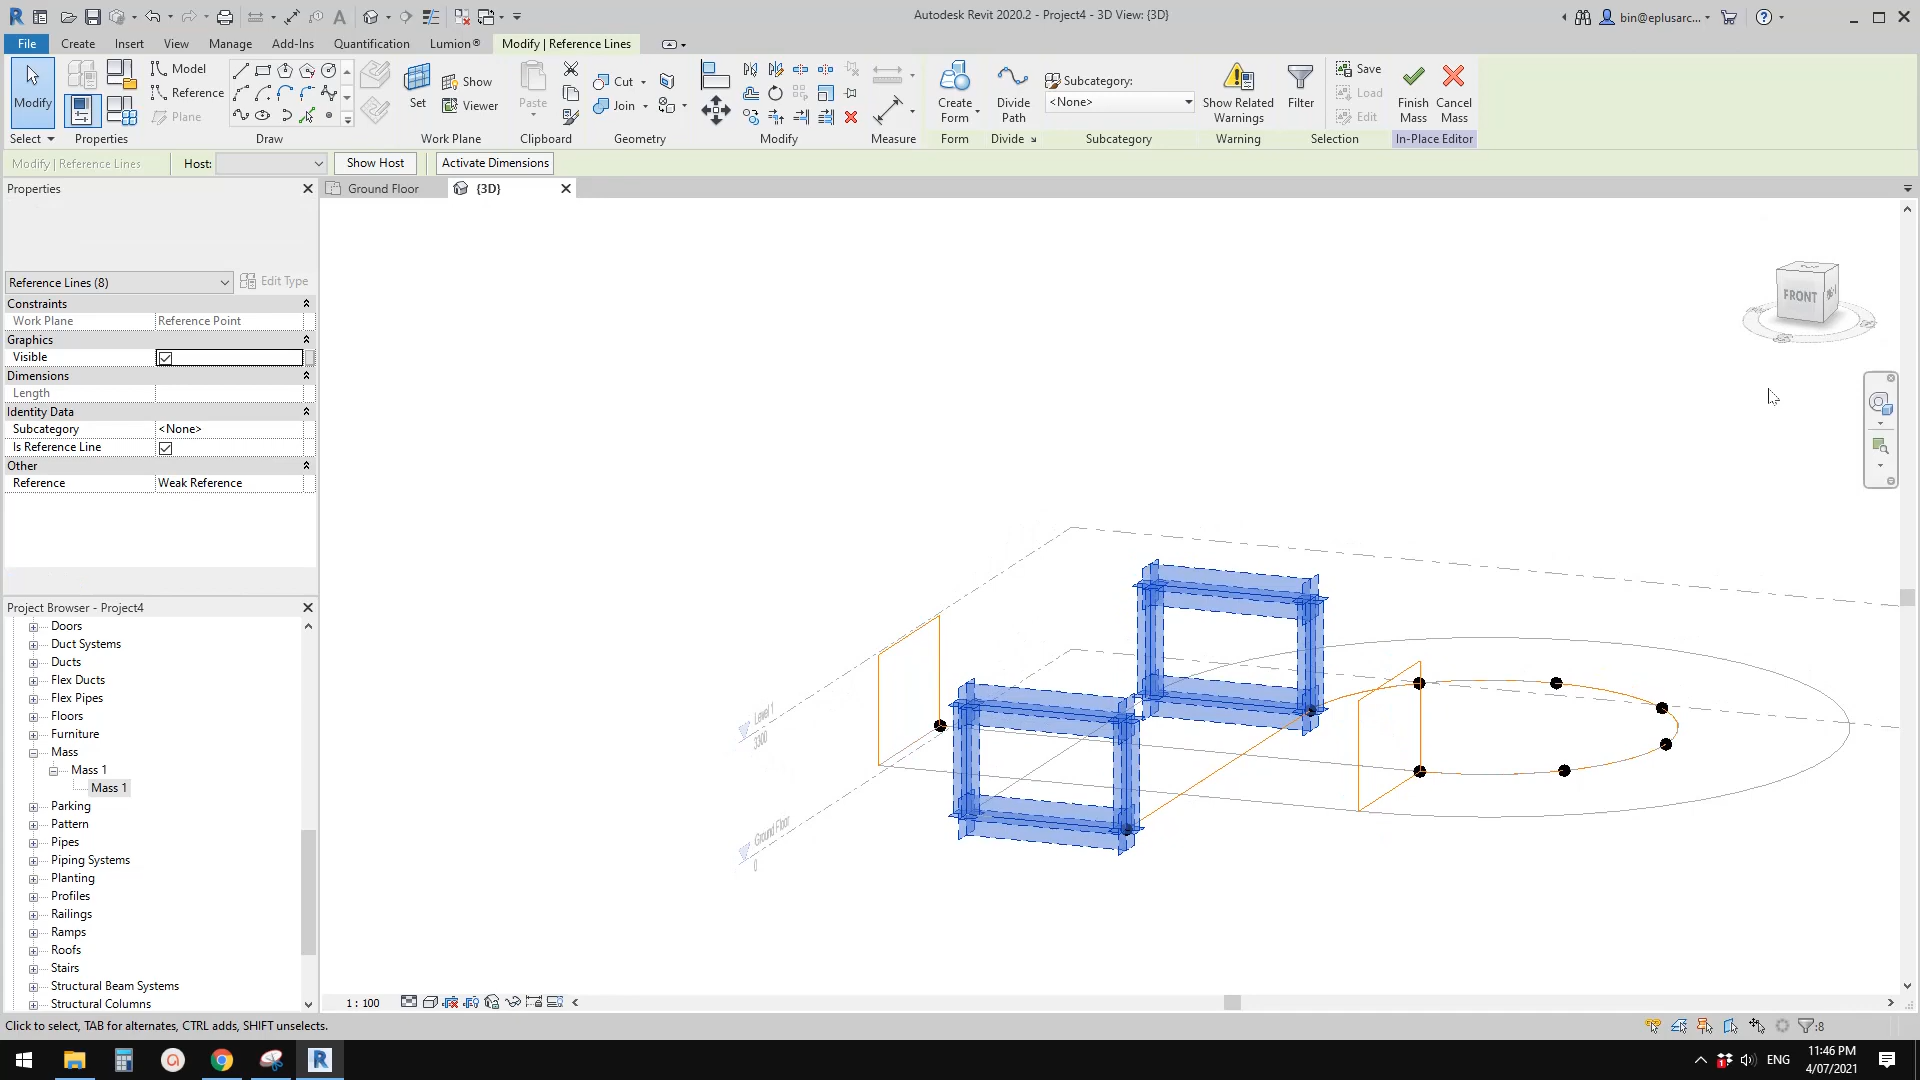 Autodesk Revit 2020.2 - Project4 - 3D View: {3D}
bin@eplusarc...
File Create Insert View Manage Add-Ins Massing Quantification Lumion® Modify | Reference Lines
Modify
Model
Reference
Plane
Set
Show
Viewer
Paste
Cut
Join
Create Form
Divide Path
Subcategory:
<None>
Show Related Warnings
Filter
Save
Load
Edit
Finish Mass
Cancel Mass
Select Properties Draw Work Plane Clipboard Geometry Modify Measure Form Divide Subcategory Warning Selection In-Place Editor
Modify | Reference Lines Host: Show Host Activate Dimensions
Properties
Ground Floor {3D}
Reference Lines (8) Edit Type
Constraints
Work Plane Reference Point
Graphics
Visible
Dimensions
Length
Identity Data
Subcategory <None>
Is Reference Line
Other
Reference Weak Reference
FRONT
Level 1
3300
Ground Floor
0
Project Browser - Project4
Doors
Duct Systems
Ducts
Flex Ducts
Flex Pipes
Floors
Furniture
Mass
Mass 1
Mass 1
Parking
Pattern
Pipes
Piping Systems
Planting
Profiles
Railings
Ramps
Roofs
Stairs
Structural Beam Systems
Structural Columns
1 : 100
Click to select, TAB for alternates, CTRL adds, SHIFT unselects.
:8
ENG
11:46 PM
4/07/2021